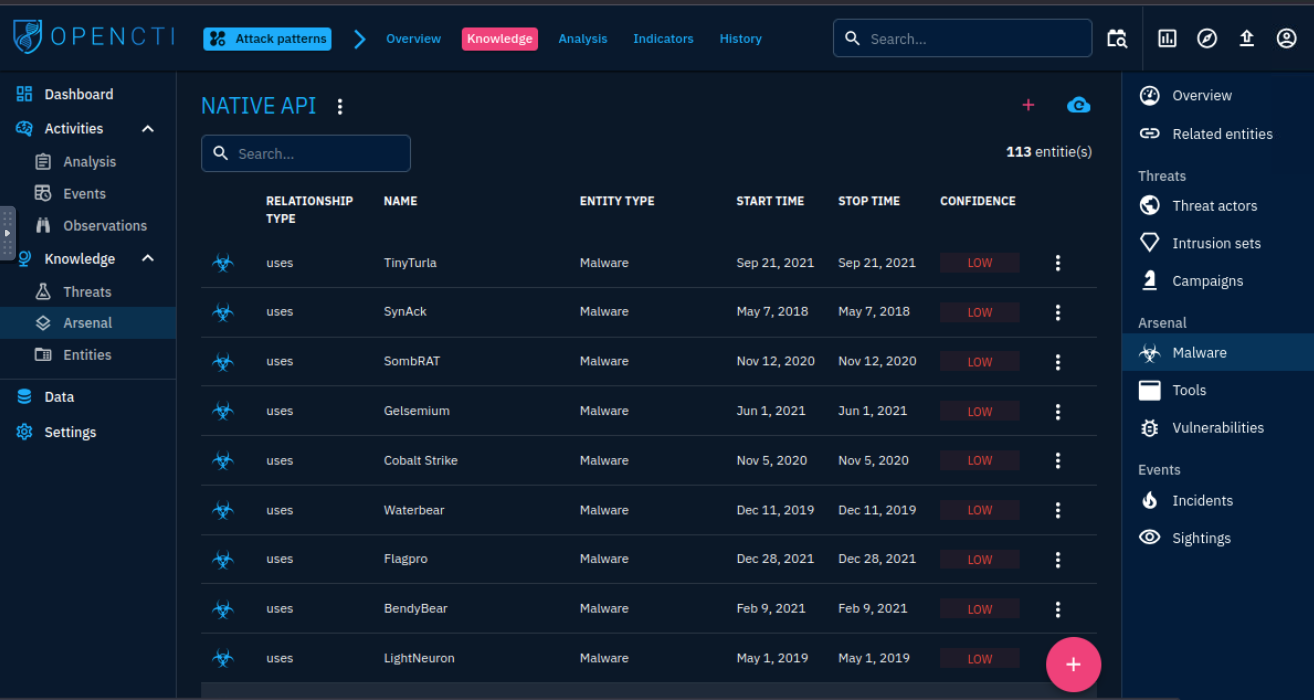 OPENCTI
Attack patterns
Overview
Knowledge
Analysis
Indicators
History
Search...
Dashboard
Activities
Analysis
Events
Observations
Knowledge
Threats
Arsenal
Entities
Data
Settings
NATIVE API
Search...
113 entitie(s)
RELATIONSHIP TYPE NAME ENTITY TYPE START TIME STOP TIME CONFIDENCE
uses TinyTurla Malware Sep 21, 2021 Sep 21, 2021 LOW
uses SynAck Malware May 7, 2018 May 7, 2018 LOW
uses SombRAT Malware Nov 12, 2020 Nov 12, 2020 LOW
uses Gelsemium Malware Jun 1, 2021 Jun 1, 2021 LOW
uses Cobalt Strike Malware Nov 5, 2020 Nov 5, 2020 LOW
uses Waterbear Malware Dec 11, 2019 Dec 11, 2019 LOW
uses Flagpro Malware Dec 28, 2021 Dec 28, 2021 LOW
uses BendyBear Malware Feb 9, 2021 Feb 9, 2021 LOW
uses LightNeuron Malware May 1, 2019 May 1, 2019 LOW
Overview
Related entities
Threats
Threat actors
Intrusion sets
Campaigns
Arsenal
Malware
Tools
Vulnerabilities
Events
Incidents
Sightings